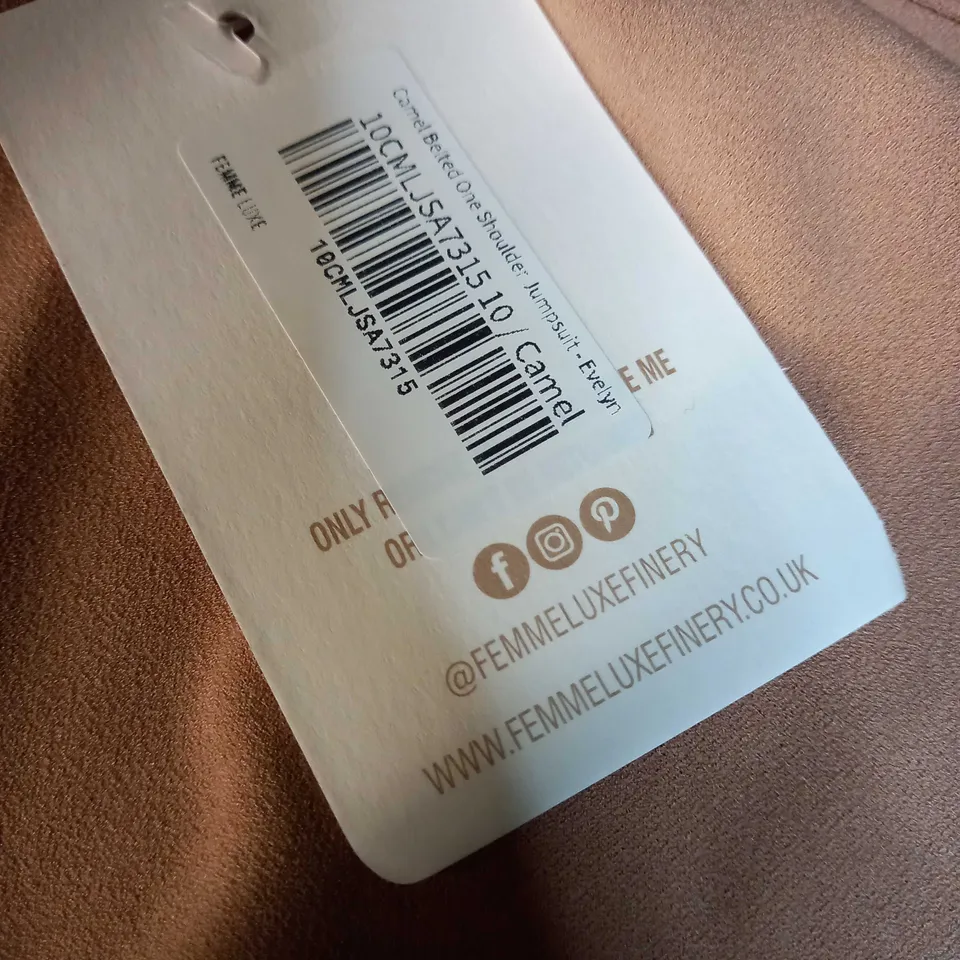 Camel Belted One Shoulder Jumpsuit - Evelyn
10CMLJSA7315 10 / Camel
10CMLJSA7315
FEMME LUXE
E ME
ONLY
OF
@FEMMELUXEFINERY
WWW.FEMMELUXEFINERY.CO.UK